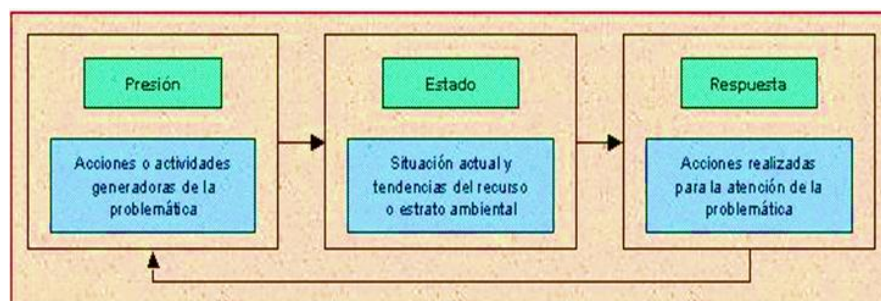 Presión
Acciones o actividades
generadoras de la
problemática
Estado
Situación actual y
tendencias del recurso
o estrato ambiental
Respuesta
Acciones realizadas
para la atención de la
problemática